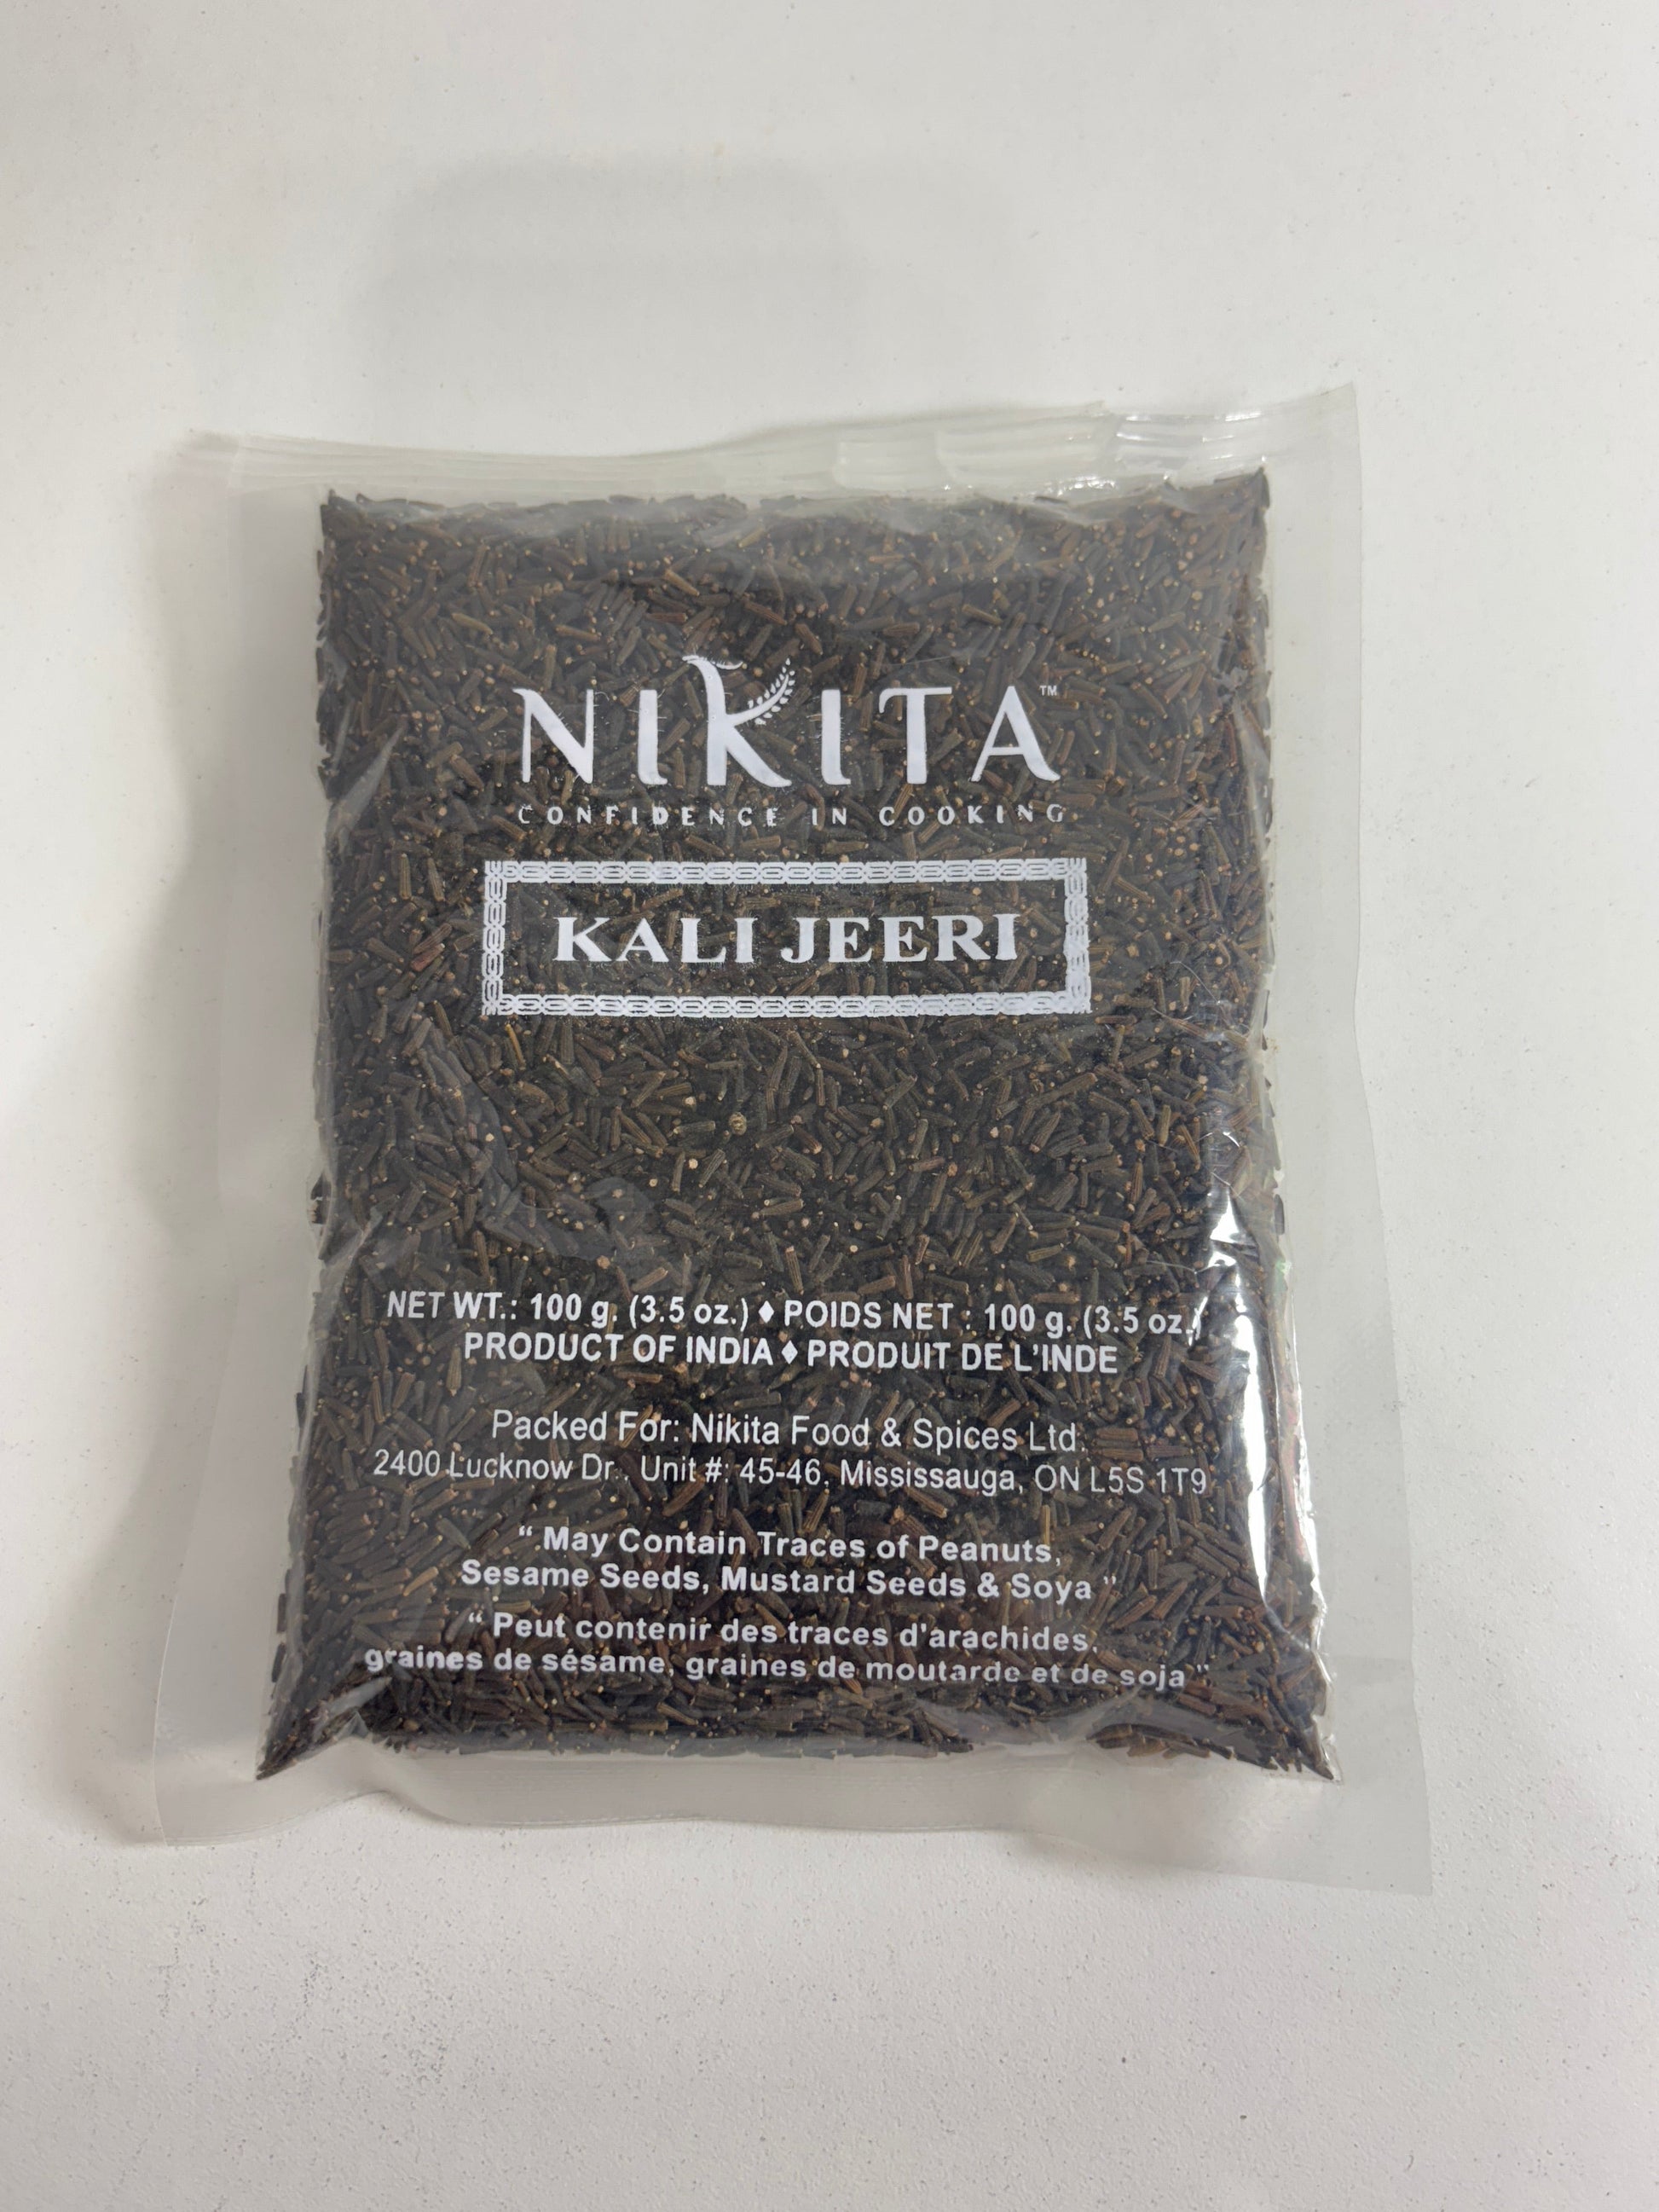 NIKITA™
CONFIDENCE IN COOKING
KALI JEERI
NET WT.: 100 g. (3.5 oz.) ♦ POIDS NET : 100 g. (3.5 oz.)
PRODUCT OF INDIA ♦ PRODUIT DE L'INDE
Packed For: Nikita Food & Spices Ltd.
2400 Lucknow Dr., Unit #: 45-46, Mississauga, ON L5S 1T9
“ May Contain Traces of Peanuts,
Sesame Seeds, Mustard Seeds & Soya ”
“ Peut contenir des traces d'arachides,
graines de sésame, graines de moutarde et de soja ”